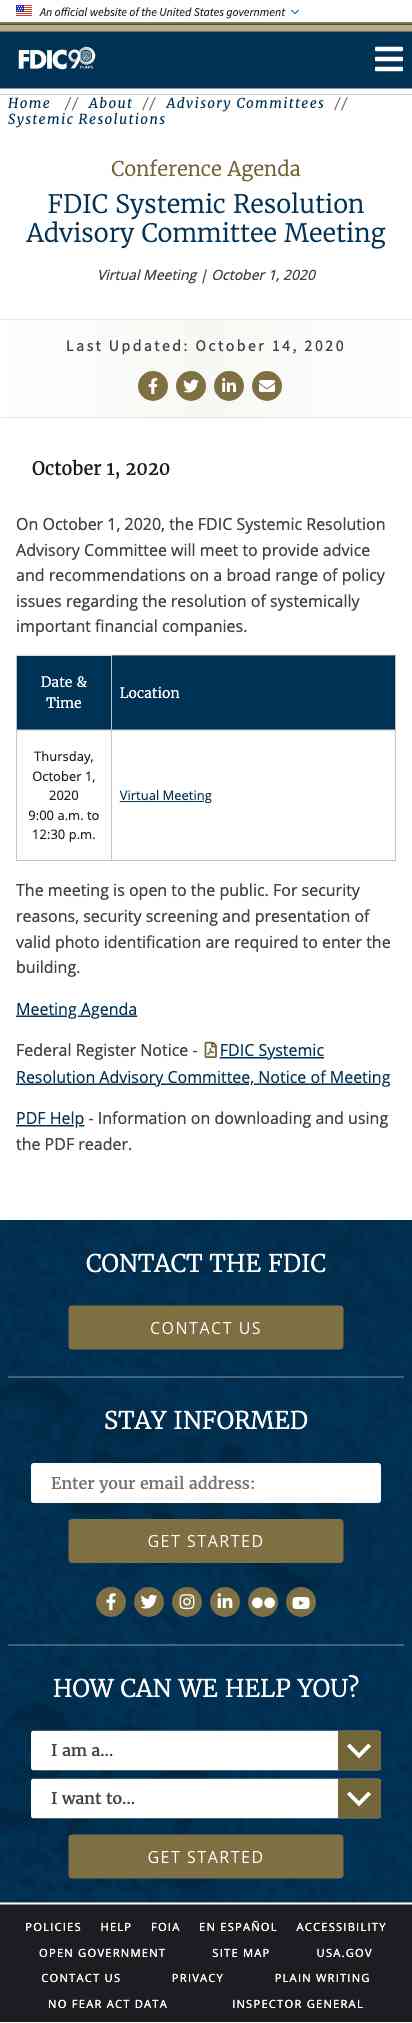 An official website of the United States government
FDIC 90 YEARS
Home // About // Advisory Committees //
Systemic Resolutions
Conference Agenda
FDIC Systemic Resolution
Advisory Committee Meeting
Virtual Meeting | October 1, 2020
Last Updated: October 14, 2020
October 1, 2020
On October 1, 2020, the FDIC Systemic Resolution
Advisory Committee will meet to provide advice
and recommendations on a broad range of policy
issues regarding the resolution of systemically
important financial companies.
Date &
Time
Location
Thursday,
October 1,
2020
9:00 a.m. to
12:30 p.m.
Virtual Meeting
The meeting is open to the public. For security
reasons, security screening and presentation of
valid photo identification are required to enter the
building.
Meeting Agenda
Federal Register Notice - FDIC Systemic
Resolution Advisory Committee, Notice of Meeting
PDF Help - Information on downloading and using
the PDF reader.
CONTACT THE FDIC
CONTACT US
STAY INFORMED
Enter your email address:
GET STARTED
HOW CAN WE HELP YOU?
I am a...
I want to...
GET STARTED
POLICIES HELP FOIA EN ESPAÑOL ACCESSIBILITY
OPEN GOVERNMENT SITE MAP USA.GOV
CONTACT US PRIVACY PLAIN WRITING
NO FEAR ACT DATA INSPECTOR GENERAL